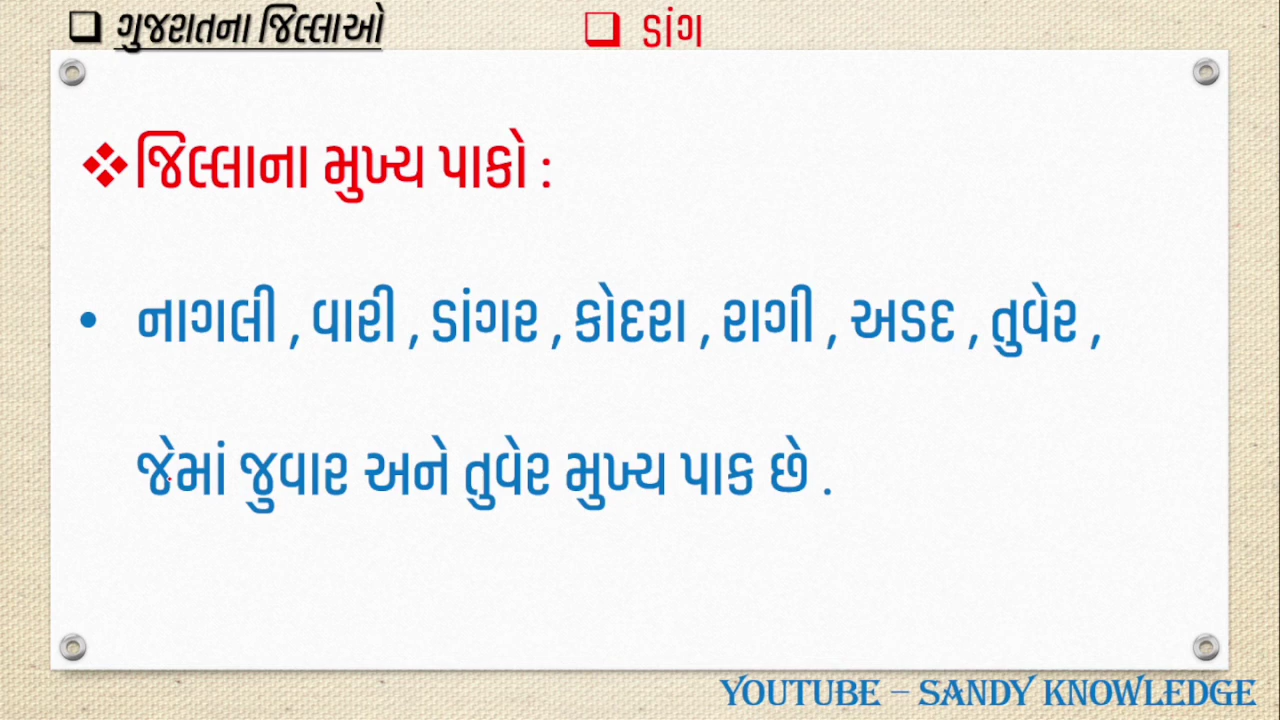 ❑ ગુજરાતના જિલ્લાઓ
❑ ડાંગ
❖જિલ્લાના મુખ્ય પાકો :
• નાગલી , વારી , ડાંગર , કોદરા , રાગી , અડદ , તુવેર ,
જેમાં જુવાર અને તુવેર મુખ્ય પાક છે .
YOUTUBE – SANDY KNOWLEDGE